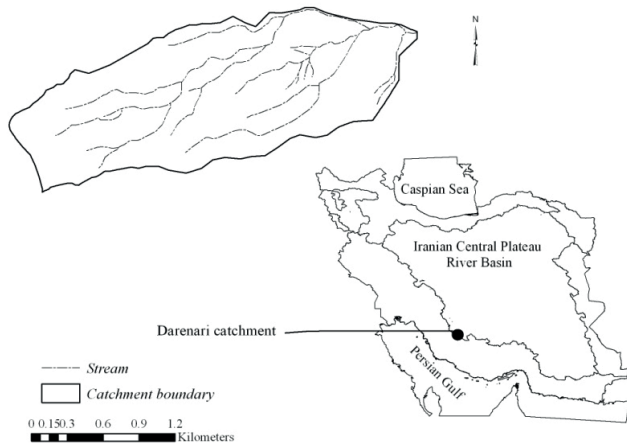 N
Caspian Sea
Iranian Central Plateau
River Basin
Darenari catchment
Persian Gulf
Stream
Catchment boundary
0 0.150.3 0.6 0.9 1.2
Kilometers